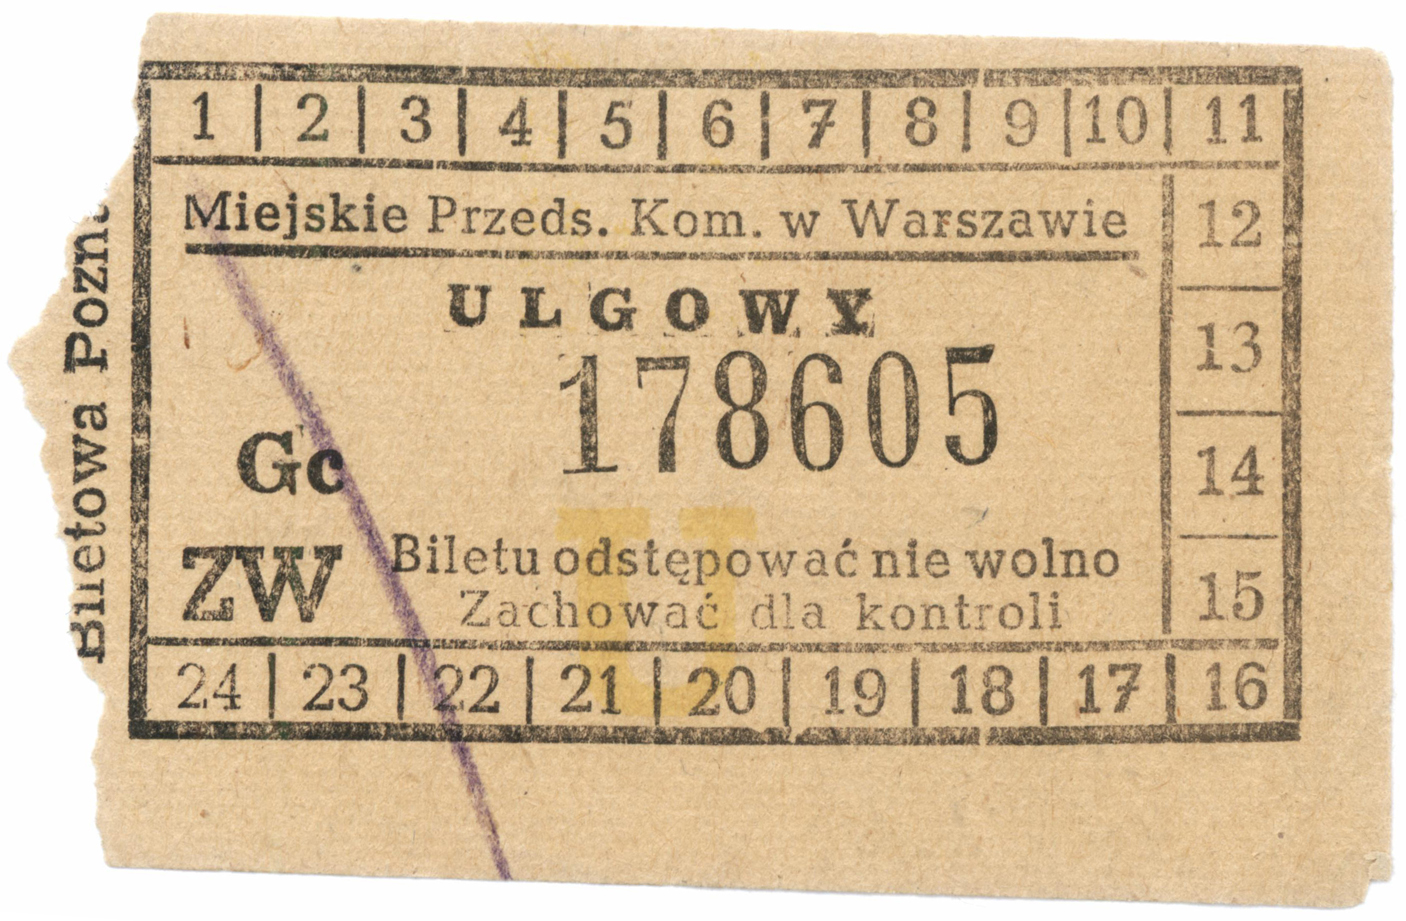 1 | 2 | 3 | 4 | 5 | 6 | 7 | 8 | 9 | 10 | 11
Miejskie Przeds. Kom. w Warszawie
12
ULGOWY
178605
13
Gc
14
ZW
Biletu odstępować nie wolno
Zachować dla kontroli
15
24 | 23 | 22 | 21 | 20 | 19 | 18 | 17 | 16
U
Biletowa Pozna